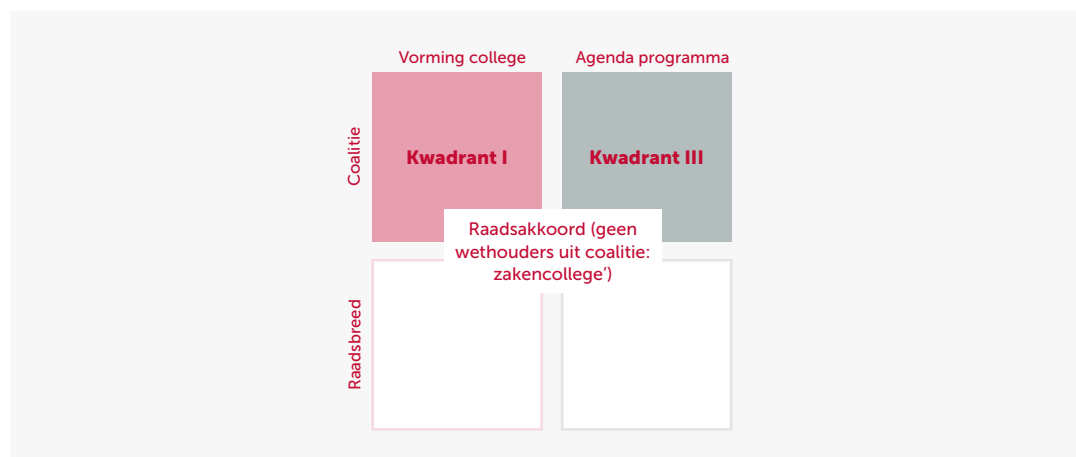 Vorming college
Agenda programma
Coalitie
Kwadrant I
Kwadrant III
Raadsakkoord (geen
wethouders uit coalitie:
zakencollege’)
Raadsbreed